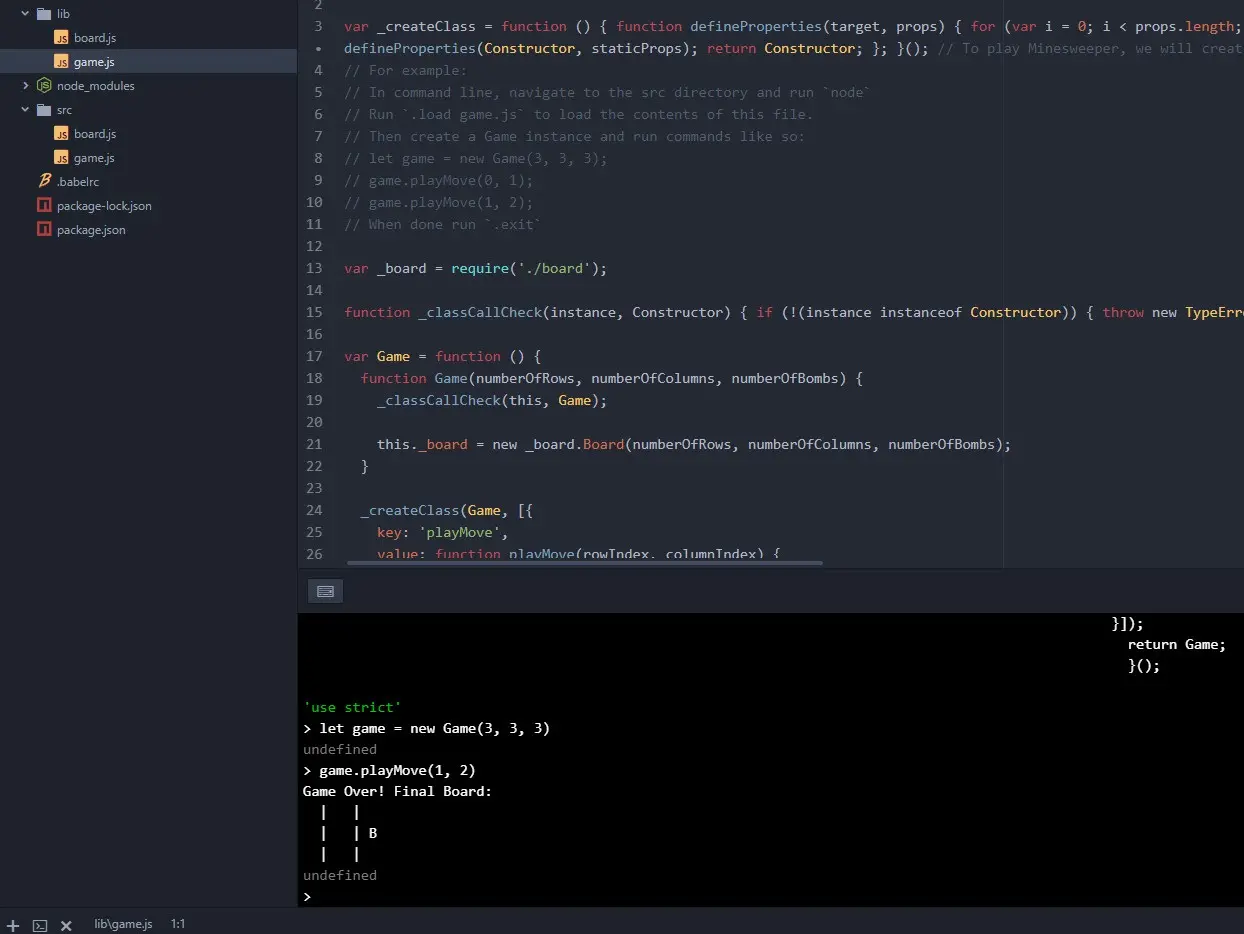 lib
board.js
game.js
node_modules
src
board.js
game.js
.babelrc
package-lock.json
package.json
2
3 var _createClass = function () { function defineProperties(target, props) { for (var i = 0; i < props.length;
• defineProperties(Constructor, staticProps); return Constructor; }; }(); // To play Minesweeper, we will creat
4 // For example:
5 // In command line, navigate to the src directory and run `node`
6 // Run `.load game.js` to load the contents of this file.
7 // Then create a Game instance and run commands like so:
8 // let game = new Game(3, 3, 3);
9 // game.playMove(0, 1);
10 // game.playMove(1, 2);
11 // When done run `.exit`
12
13 var _board = require('./board');
14
15 function _classCallCheck(instance, Constructor) { if (!(instance instanceof Constructor)) { throw new TypeErr
16
17 var Game = function () {
18 function Game(numberOfRows, numberOfColumns, numberOfBombs) {
19 _classCallCheck(this, Game);
20
21 this._board = new _board.Board(numberOfRows, numberOfColumns, numberOfBombs);
22 }
23
24 _createClass(Game, [{
25 key: 'playMove',
26 value: function playMove(rowIndex, columnIndex) {
}]);
return Game;
}();
'use strict'
> let game = new Game(3, 3, 3)
undefined
> game.playMove(1, 2)
Game Over! Final Board:
| |
| | B
| |
undefined
>
lib\game.js 1:1